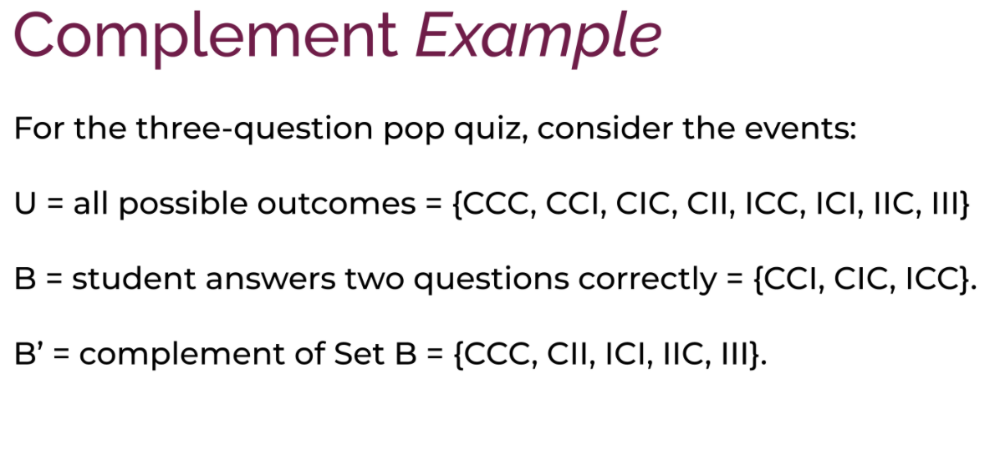 Complement Example
For the three-question pop quiz, consider the events:
U = all possible outcomes = {CCC, CCI, CIC, CII, ICC, ICI, IIC, III}
B = student answers two questions correctly = {CCI, CIC, ICC}.
B’ = complement of Set B = {CCC, CII, ICI, IIC, III}.